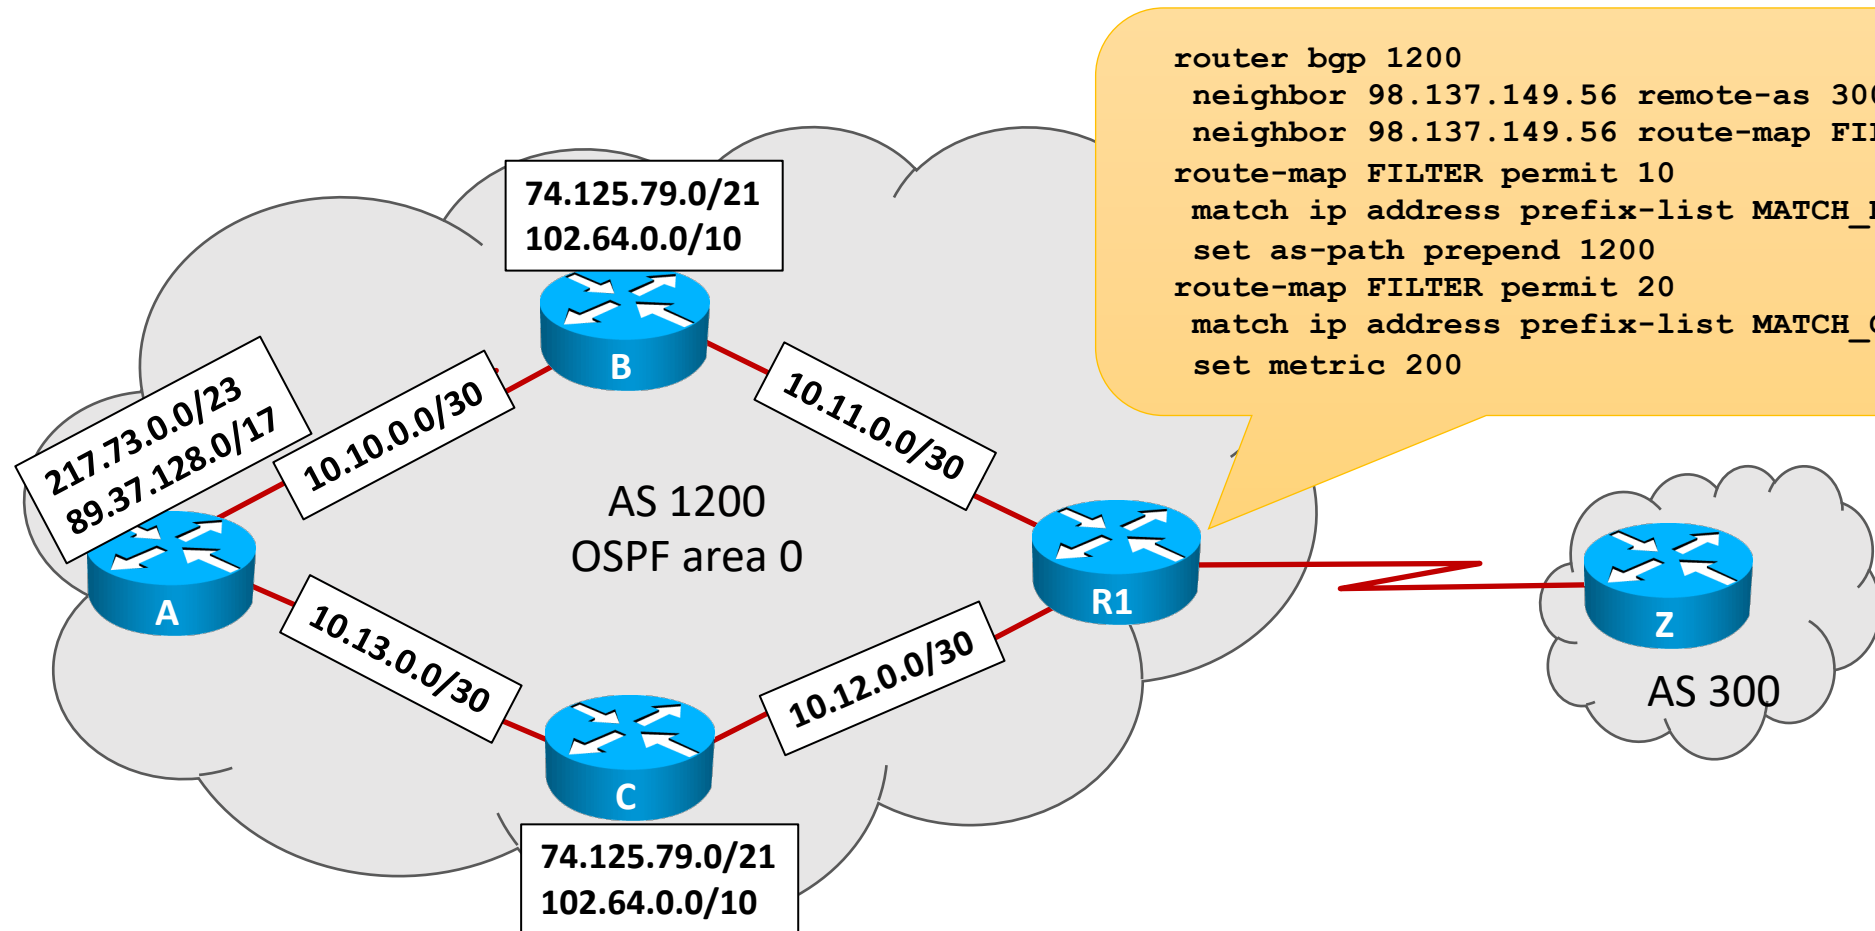 router bgp 1200
neighbor 98.137.149.56 remote-as 300
neighbor 98.137.149.56 route-map
route-map FILTER permit 10
match ip address prefix-list
set as-path prepend 1200
route-map FILTER permit 20
match ip address prefix-list
set metric 200
74.125.79.0/21
102.64.0.0/10
B
217.73.0.0/23
89.37.128.0/17
10.10.0.0/30
10.11.0.0/30
AS 1200
OSPF area 0
A
R1
Z
10.13.0.0/30
10.12.0.0/30
AS 300
C
74.125.79.0/21
102.64.0.0/10